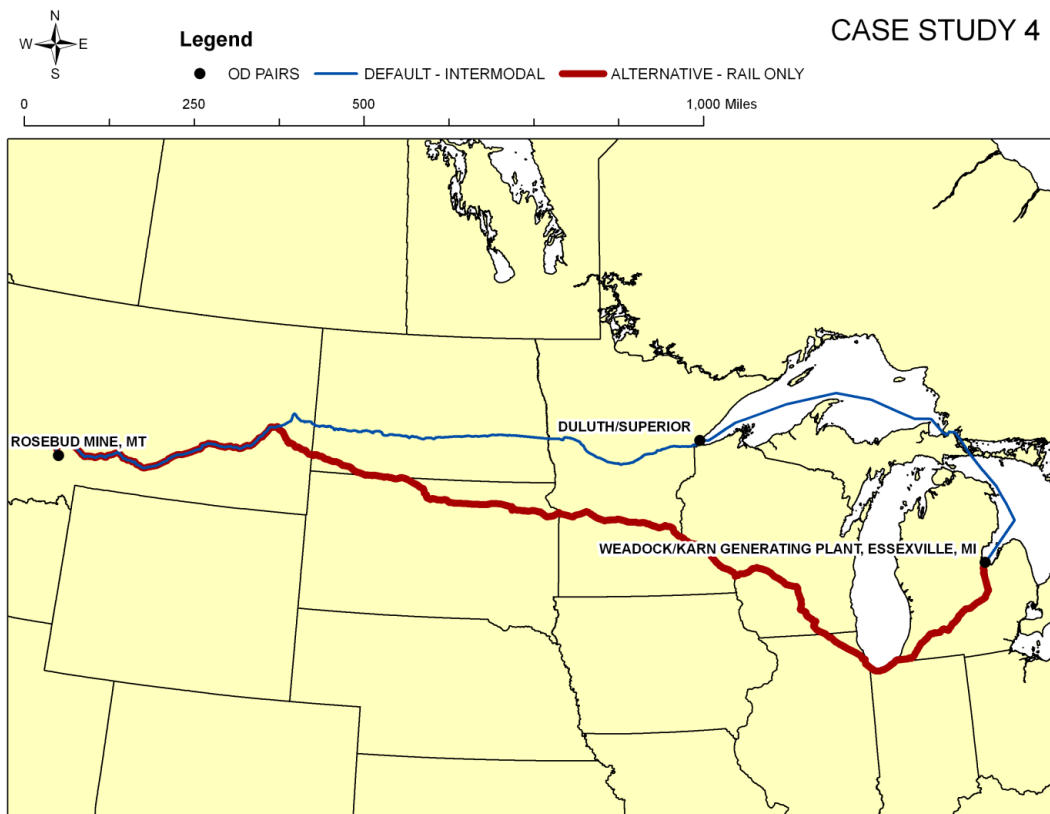 CASE STUDY 4
N
W E
S
Legend
OD PAIRS DEFAULT - INTERMODAL ALTERNATIVE - RAIL ONLY
0 250 500 1,000 Miles
DULUTH/SUPERIOR
ROSEBUD MINE, MT
WEADOCK/KARN GENERATING PLANT, ESSEXVILLE, MI